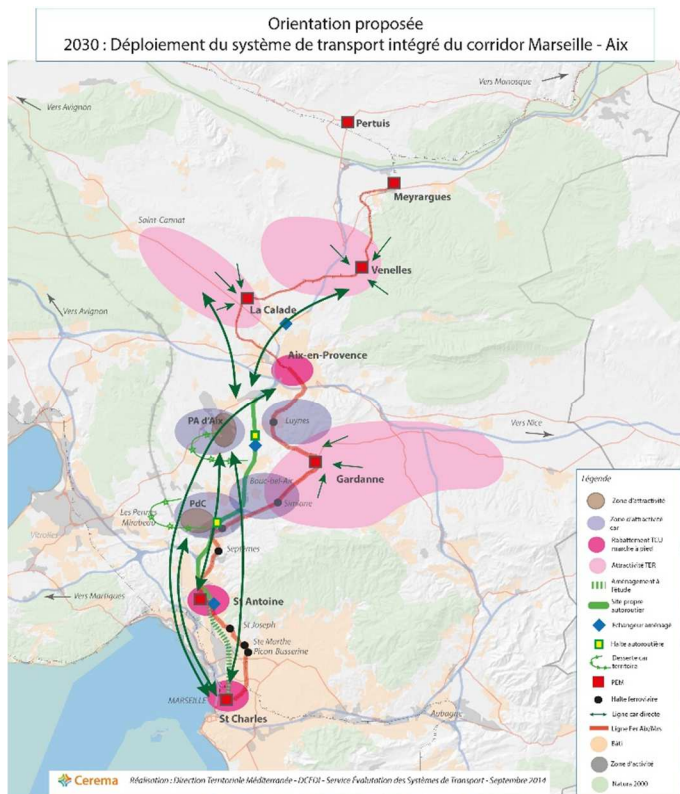 Orientation proposée
2030 : Déploiement du système de transport intégré du corridor Marseille - Aix
Vers Manosque
Vers Avignon
Pertuis
Meyrargues
Saint-Cannat
Venelles
La Calade
Vers Avignon
Aix-en-Provence
PA d'Aix
Luynes
Vers Nice
Gardanne
Bouc-bel-Air
PdC
Simiane
Les Pennes
Mirabeau
Septèmes
Vitrolles
Vers Martigues
St Antoine
St Joseph
Ste Marthe
Picon Busserine
MARSEILLE
St Charles
Aubagne
Légende
Zone d'attractivité
Zone d'attractivité
car
Rabattement TCU
marche à pied
Attractivité TER
Aménagement à
l'étude
Site propre
autoroutier
Echangeur aménagé
Halte autoroutière
Desserte car
territoire
PEM
Halte ferroviaire
Ligne car directe
Ligne Fer Aix/Mrs
Bâti
Zone d'activité
Natura 2000
Cerema
Réalisation : Direction Territoriale Méditerranée - DCEDI - Service Évalutation des Systèmes de Transport - Septembre 2014